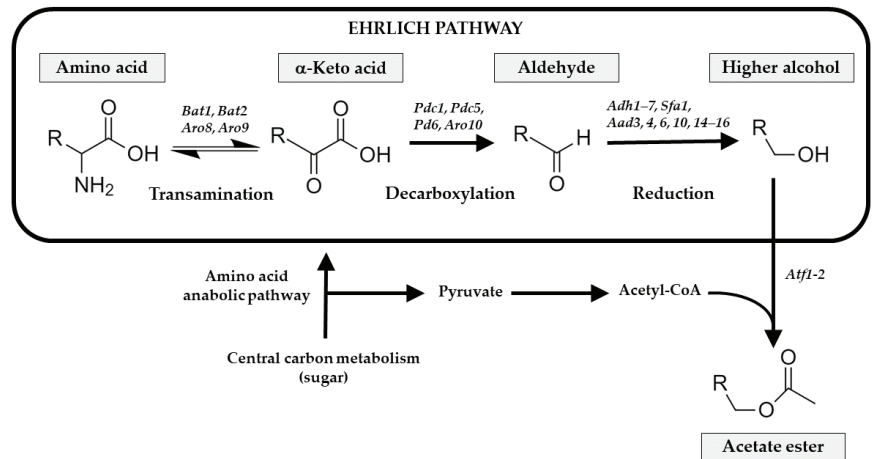 EHRLICH PATHWAY
Amino acid
α-Keto acid
Aldehyde
Higher alcohol
Bat1, Bat2
Aro8, Aro9
Pdc1, Pdc5,
Pd6, Aro10
Adh1–7, Sfa1,
Aad3, 4, 6, 10, 14–16
R
O
OH
NH₂
R
O
OH
O
R
H
O
R
OH
Transamination
Decarboxylation
Reduction
Amino acid
anabolic pathway
Pyruvate
Acetyl-CoA
Atf1-2
Central carbon metabolism
(sugar)
R
O
O
Acetate ester